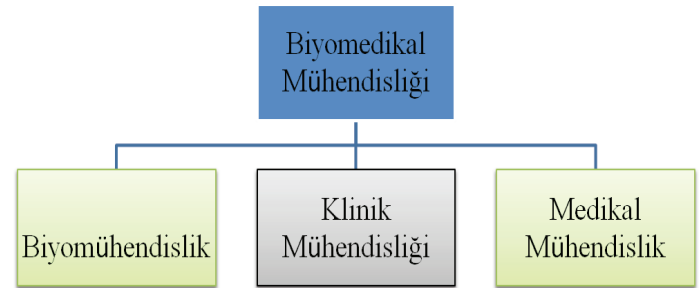 Biyomedikal
Mühendisliği
Biyomühendislik
Klinik
Mühendisliği
Medikal
Mühendislik